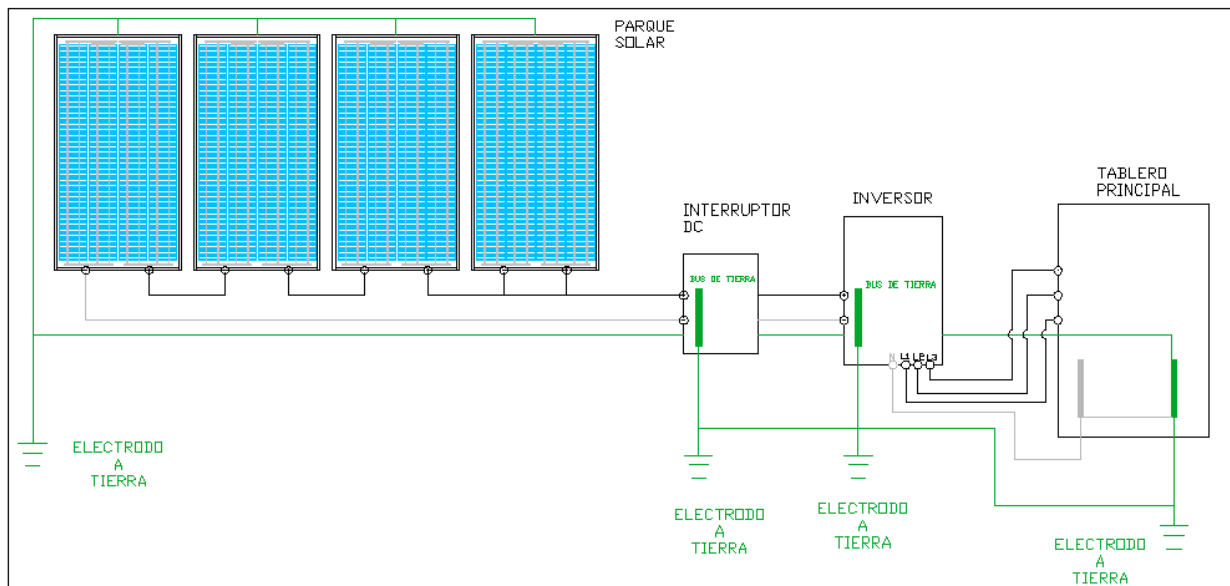 PARQUE
SOLAR
INTERRUPTOR
DC
BUS DE TIERRA
INVERSOR
BUS DE TIERRA
N L1 L2 L3
TABLERO
PRINCIPAL
ELECTRODO
A
TIERRA
ELECTRODO
A
TIERRA
ELECTRODO
A
TIERRA
ELECTRODO
A
TIERRA